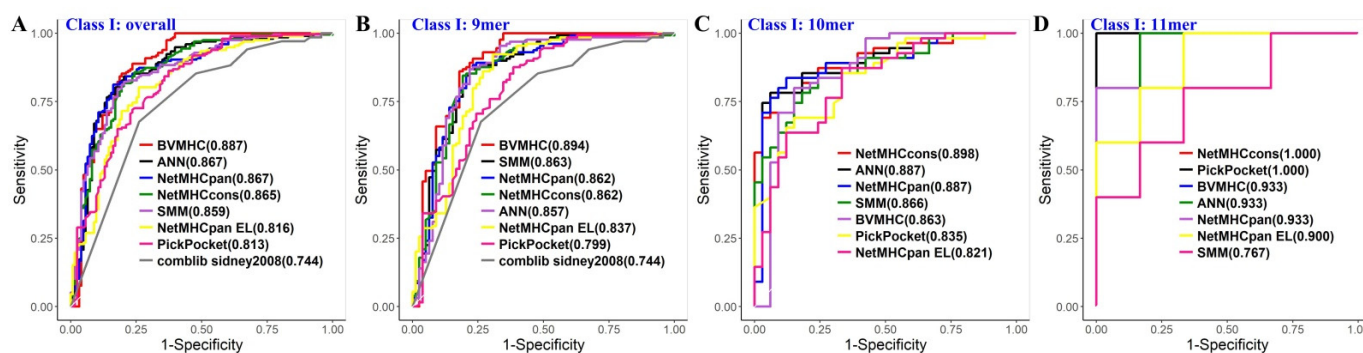 A
Class I: overall
Sensitivity
1.00
0.75
0.50
0.25
0.00
BVMHC(0.887)
ANN(0.867)
NetMHCpan(0.867)
NetMHCcons(0.865)
SMM(0.859)
NetMHCpan EL(0.816)
PickPocket(0.813)
comblib sidney2008(0.744)
0.00 0.25 0.50 0.75 1.00
1-Specificity
B
Class I: 9mer
Sensitivity
1.00
0.75
0.50
0.25
0.00
BVMHC(0.894)
SMM(0.863)
NetMHCpan(0.862)
NetMHCcons(0.862)
ANN(0.857)
NetMHCpan EL(0.837)
PickPocket(0.799)
comblib sidney2008(0.744)
0.00 0.25 0.50 0.75 1.00
1-Specificity
C
Class I: 10mer
Sensitivity
1.00
0.75
0.50
0.25
0.00
NetMHCcons(0.898)
ANN(0.887)
NetMHCpan(0.887)
SMM(0.866)
BVMHC(0.863)
PickPocket(0.835)
NetMHCpan EL(0.821)
0.00 0.25 0.50 0.75 1.00
1-Specificity
D
Class I: 11mer
Sensitivity
1.00
0.75
0.50
0.25
0.00
NetMHCcons(1.000)
PickPocket(1.000)
BVMHC(0.933)
ANN(0.933)
NetMHCpan(0.933)
NetMHCpan EL(0.900)
SMM(0.767)
0.00 0.25 0.50 0.75 1.00
1-Specificity